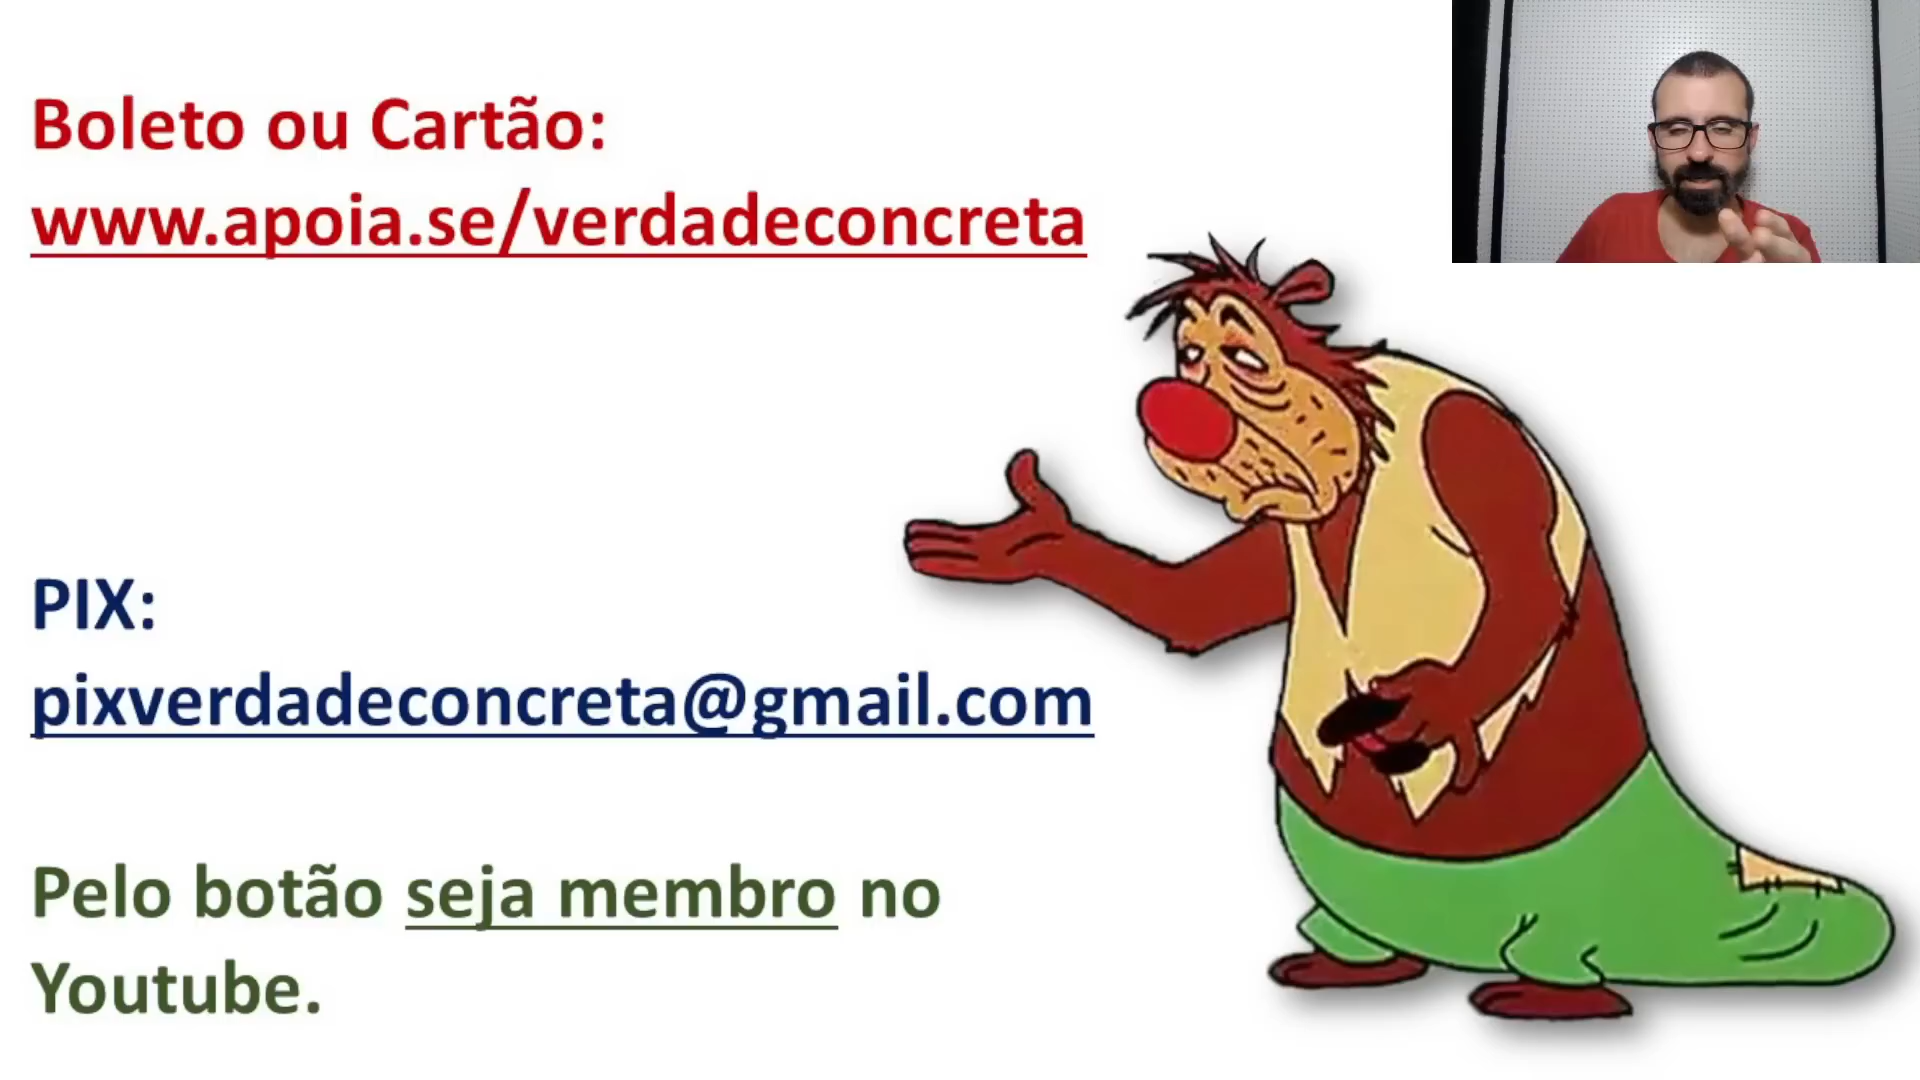 Boleto ou Cartão:
www.apoia.se/verdadeconcreta
PIX:
pixverdadeconcreta@gmail.com
Pelo botão seja membro no
Youtube.